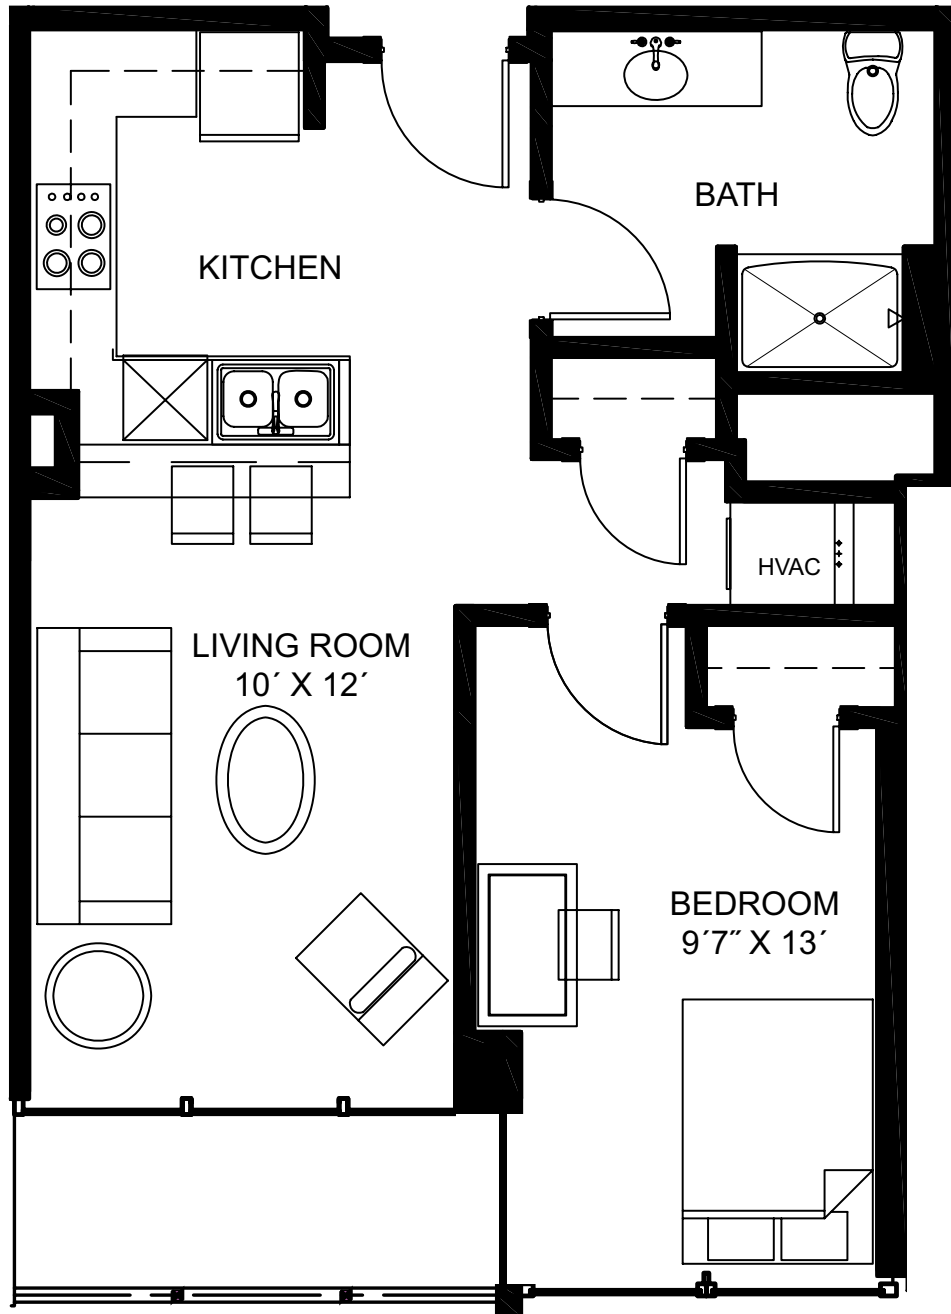 BATH
KITCHEN
HVAC
LIVING ROOM
10´ X 12´
BEDROOM
9´7˝ X 13´